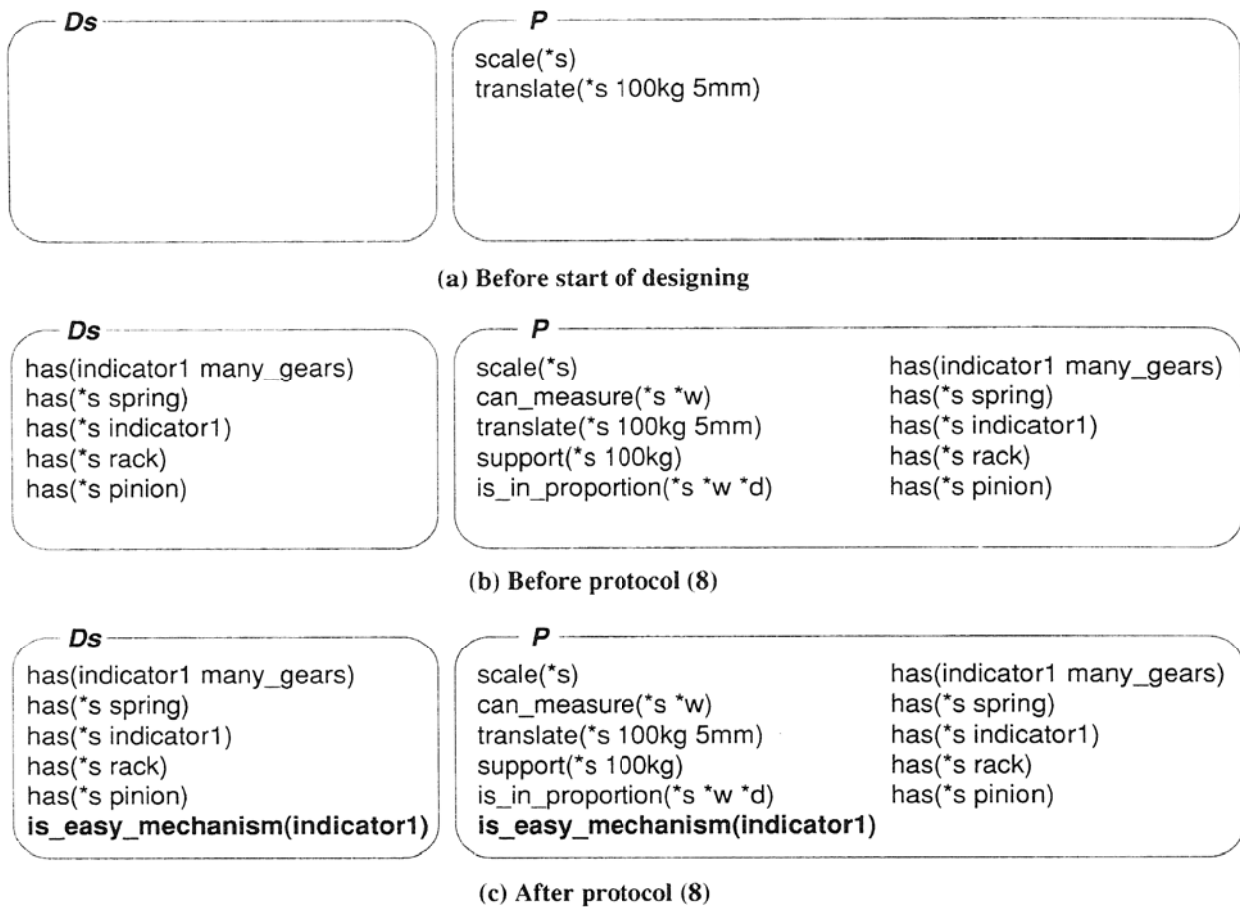 Ds
P
scale(*s)
translate(*s 100kg 5mm)
(a) Before start of designing
Ds
has(indicator1 many_gears)
has(*s spring)
has(*s indicator1)
has(*s rack)
has(*s pinion)
P
scale(*s)
can_measure(*s *w)
translate(*s 100kg 5mm)
support(*s 100kg)
is_in_proportion(*s *w *d)
has(indicator1 many_gears)
has(*s spring)
has(*s indicator1)
has(*s rack)
has(*s pinion)
(b) Before protocol (8)
Ds
has(indicator1 many_gears)
has(*s spring)
has(*s indicator1)
has(*s rack)
has(*s pinion)
is_easy_mechanism(indicator1)
P
scale(*s)
can_measure(*s *w)
translate(*s 100kg 5mm)
support(*s 100kg)
is_in_proportion(*s *w *d)
is_easy_mechanism(indicator1)
has(indicator1 many_gears)
has(*s spring)
has(*s indicator1)
has(*s rack)
has(*s pinion)
(c) After protocol (8)